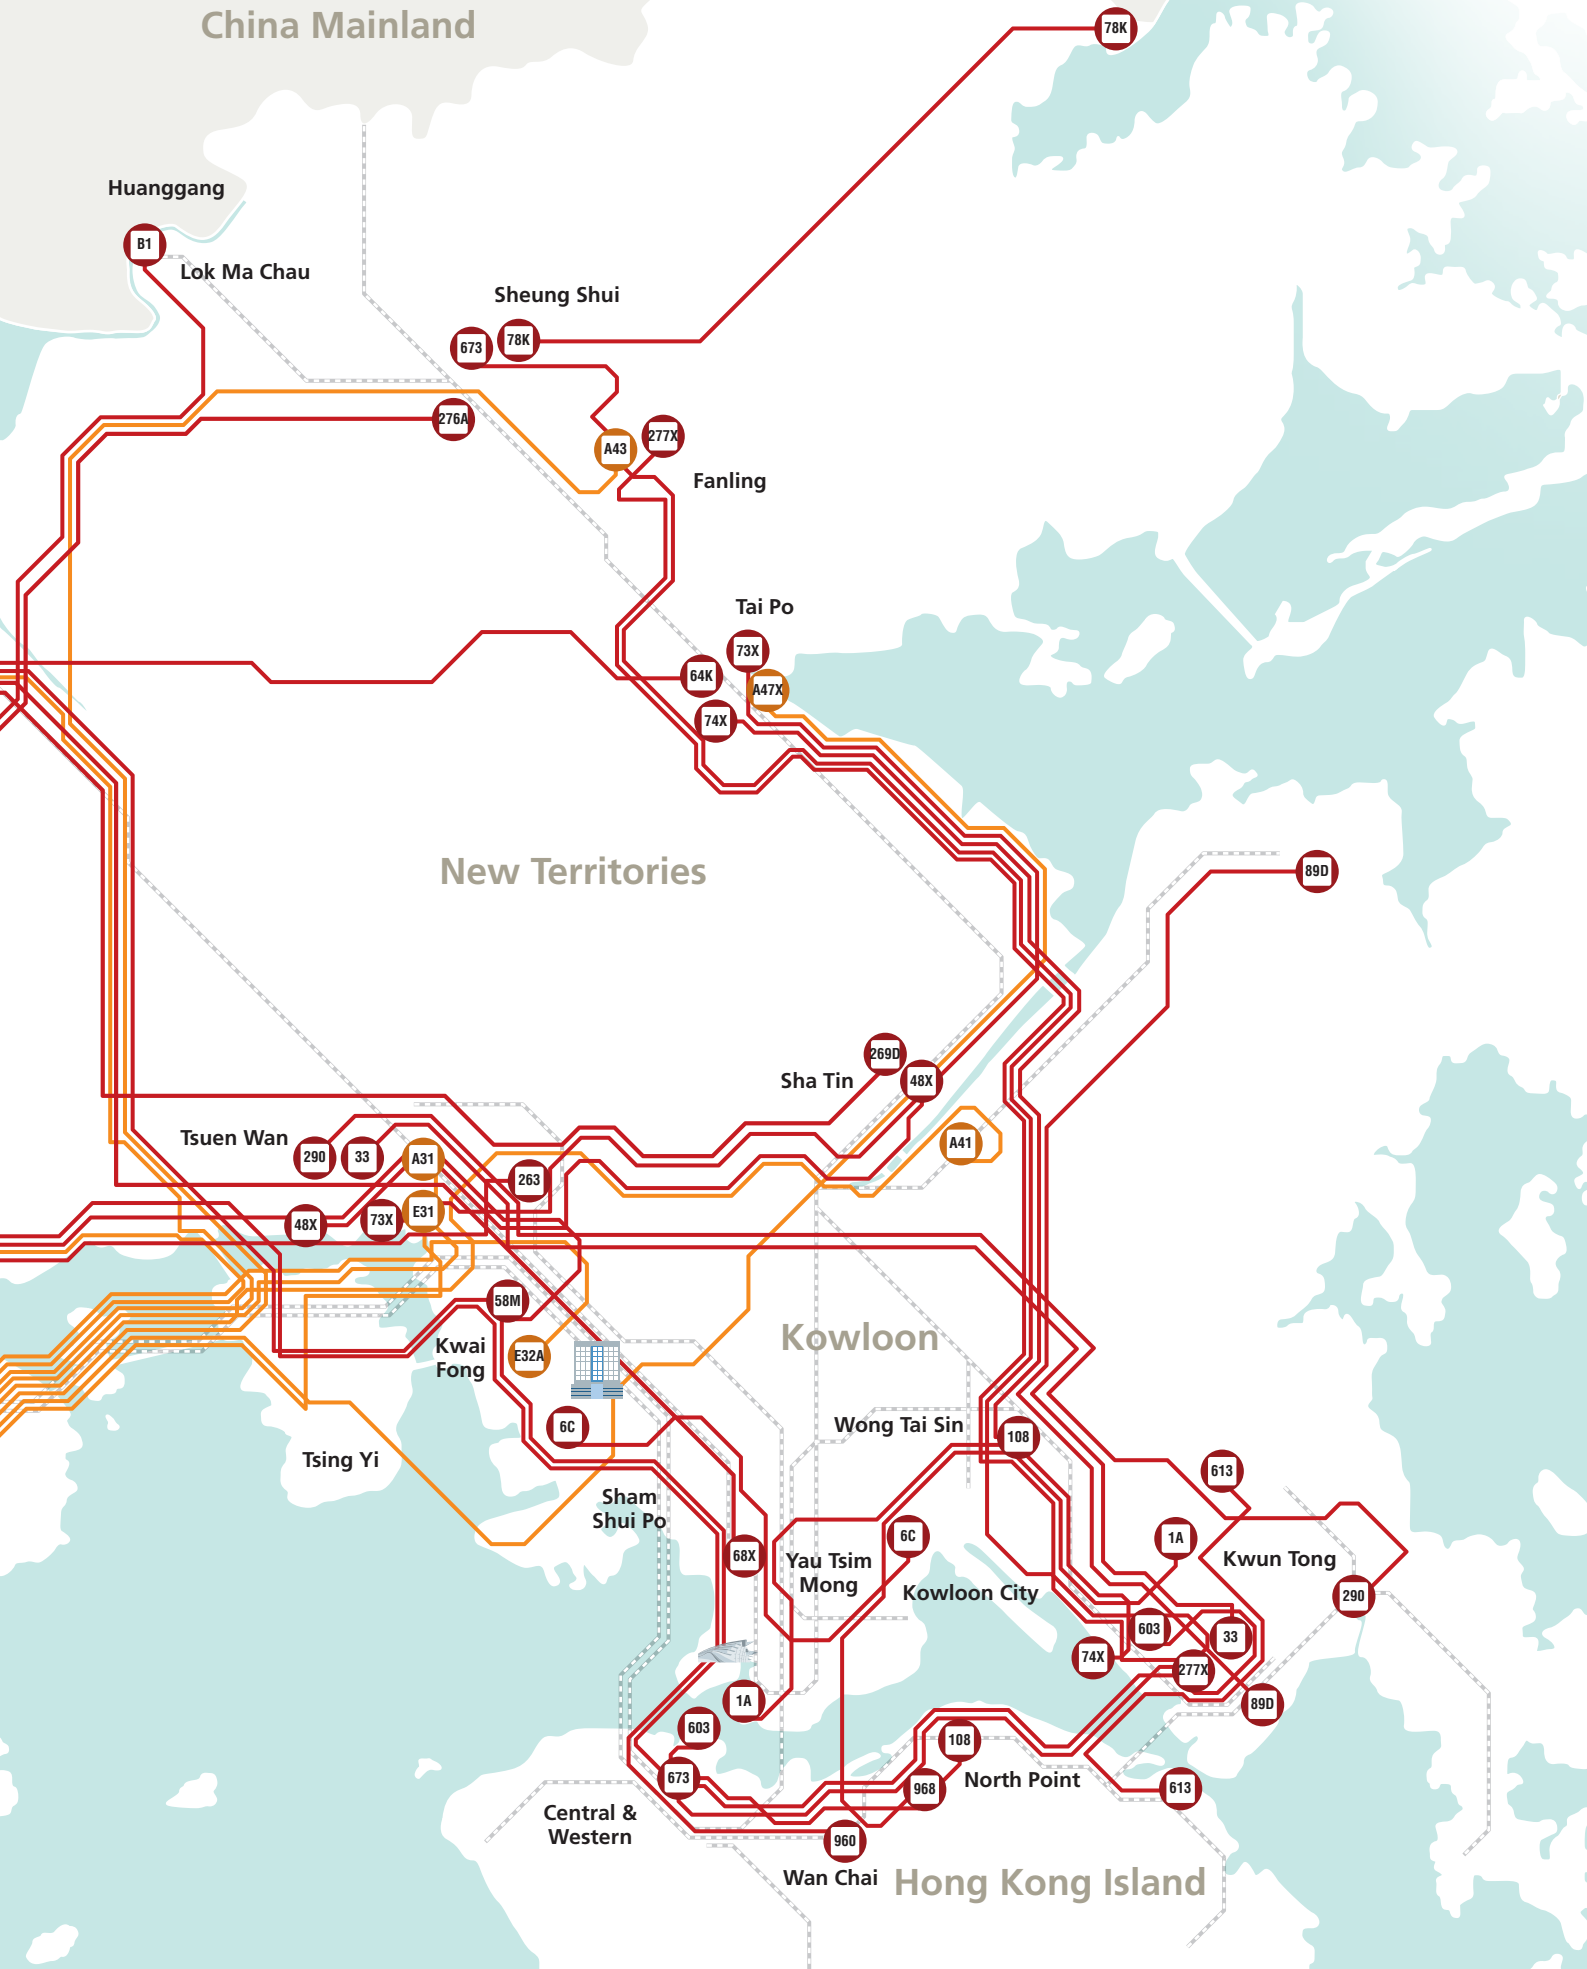 China Mainland
78K
Huanggang
B1
Lok Ma Chau
Sheung Shui
673
78K
276A
A43
277X
Fanling
Tai Po
73X
64K
A47X
74X
New Territories
89D
269D
Sha Tin
48X
Tsuen Wan
290
33
A31
A41
263
48X
73X
E31
58M
Kwai
Fong
E32A
Kowloon
6C
Wong Tai Sin
108
Tsing Yi
613
Sham
Shui Po
68X
Yau Tsim
Mong
6C
1A
Kwun Tong
Kowloon City
290
603
33
74X
277X
1A
89D
603
108
673
North Point
968
613
Central &
Western
960
Wan Chai
Hong Kong Island